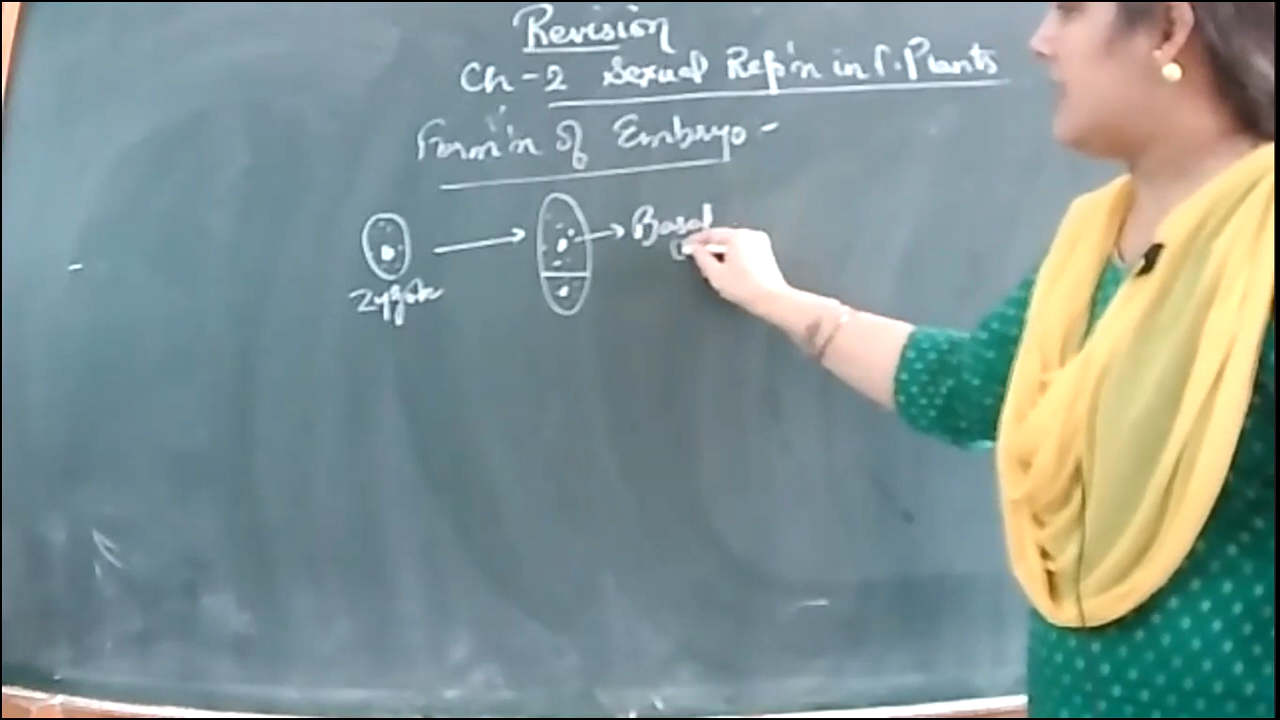 Revision
Ch-2 Sexual Rep'n in f. Plants
Form'n of Embryo -
Zygote
Basal